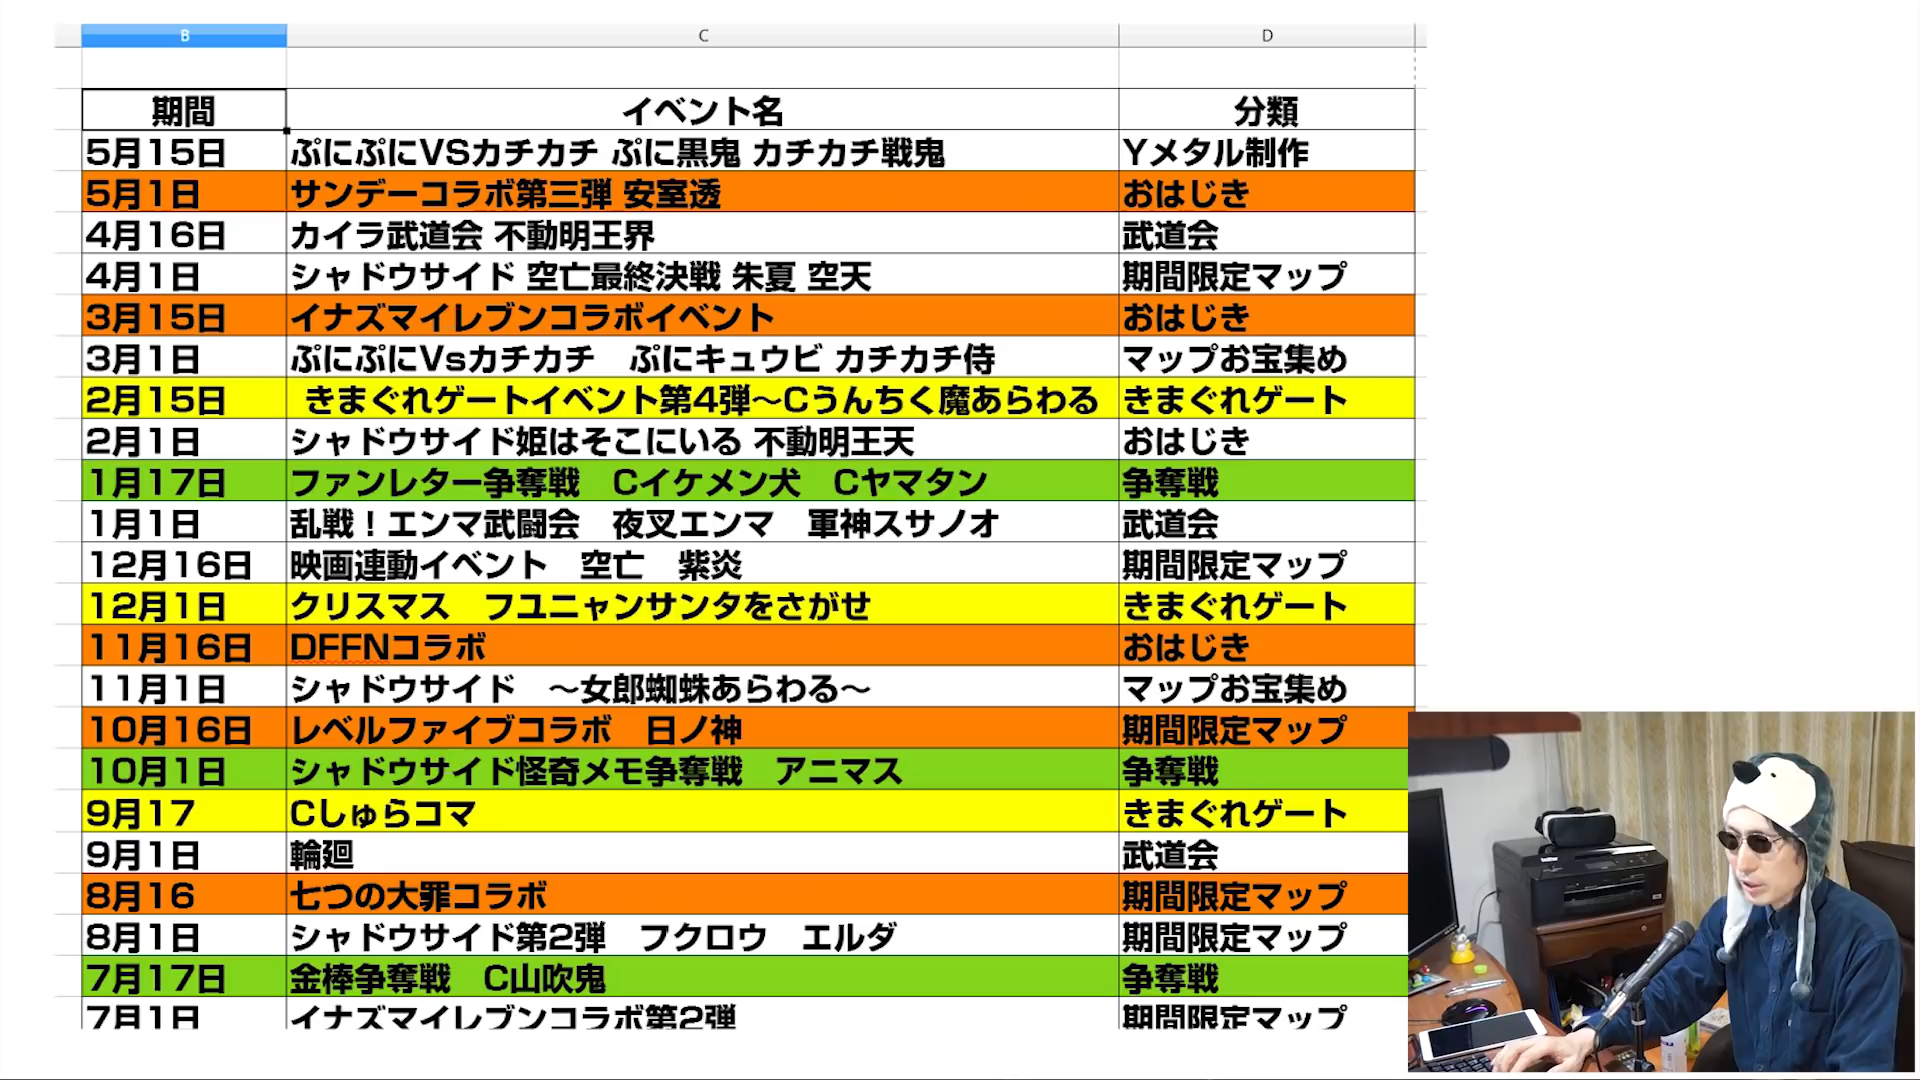 B C D
期間 イベント名 分類
5月15日 ぷにぷにVSカチカチ ぷに黒鬼 カチカチ戦鬼 Yメタル制作
5月1日 サンデーコラボ第三弾 安室透 おはじき
4月16日 カイラ武道会 不動明王界 武道会
4月1日 シャドウサイド 空亡最終決戦 朱夏 空天 期間限定マップ
3月15日 イナズマイレブンコラボイベント おはじき
3月1日 ぷにぷにVsカチカチ　ぷにキュウビ カチカチ侍 マップお宝集め
2月15日 きまぐれゲートイベント第4弾～Cうんちく魔あらわる きまぐれゲート
2月1日 シャドウサイド姫はそこにいる 不動明王天 おはじき
1月17日 ファンレター争奪戦　Cイケメン犬　Cヤマタン 争奪戦
1月1日 乱戦！エンマ武闘会　夜叉エンマ　軍神スサノオ 武道会
12月16日 映画連動イベント　空亡　紫炎 期間限定マップ
12月1日 クリスマス　フユニャンサンタをさがせ きまぐれゲート
11月16日 DFFNコラボ おはじき
11月1日 シャドウサイド　～女郎蜘蛛あらわる～ マップお宝集め
10月16日 レベルファイブコラボ　日ノ神 期間限定マップ
10月1日 シャドウサイド怪奇メモ争奪戦　アニマス 争奪戦
9月17 Cしゅらコマ きまぐれゲート
9月1日 輪廻 武道会
8月16 七つの大罪コラボ 期間限定マップ
8月1日 シャドウサイド第2弾　フクロウ　エルダ 期間限定マップ
7月17日 金棒争奪戦　C山吹鬼 争奪戦
7月1日 イナズマイレブンコラボ第2弾 期間限定マップ